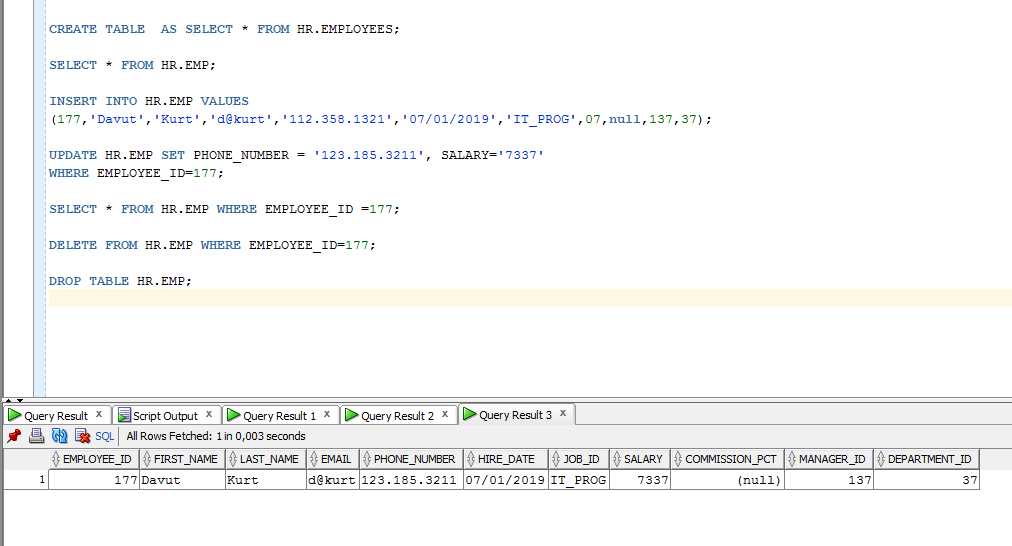 CREATE TABLE  AS SELECT * FROM HR.EMPLOYEES;
SELECT * FROM HR.EMP;
INSERT INTO HR.EMP VALUES
(177,'Davut','Kurt','d@kurt','112.358.1321','07/01/2019','IT_PROG',07,null,137,37);
UPDATE HR.EMP SET PHONE_NUMBER = '123.185.3211', SALARY='7337'
WHERE EMPLOYEE_ID=177;
SELECT * FROM HR.EMP WHERE EMPLOYEE_ID =177;
DELETE FROM HR.EMP WHERE EMPLOYEE_ID=177;
DROP TABLE HR.EMP;
Query Result x Script Output x Query Result 1 x Query Result 2 x Query Result 3 x
SQL All Rows Fetched: 1 in 0,003 seconds
EMPLOYEE_ID FIRST_NAME LAST_NAME EMAIL PHONE_NUMBER HIRE_DATE JOB_ID SALARY COMMISSION_PCT MANAGER_ID DEPARTMENT_ID
1 177 Davut Kurt d@kurt 123.185.3211 07/01/2019 IT_PROG 7337 (null) 137 37